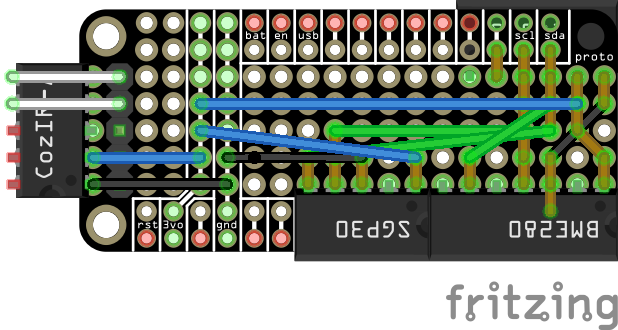 bat en usb scl sda
proto
CozIR-A
rst 3vo gnd
SGP30
BME280
fritzing